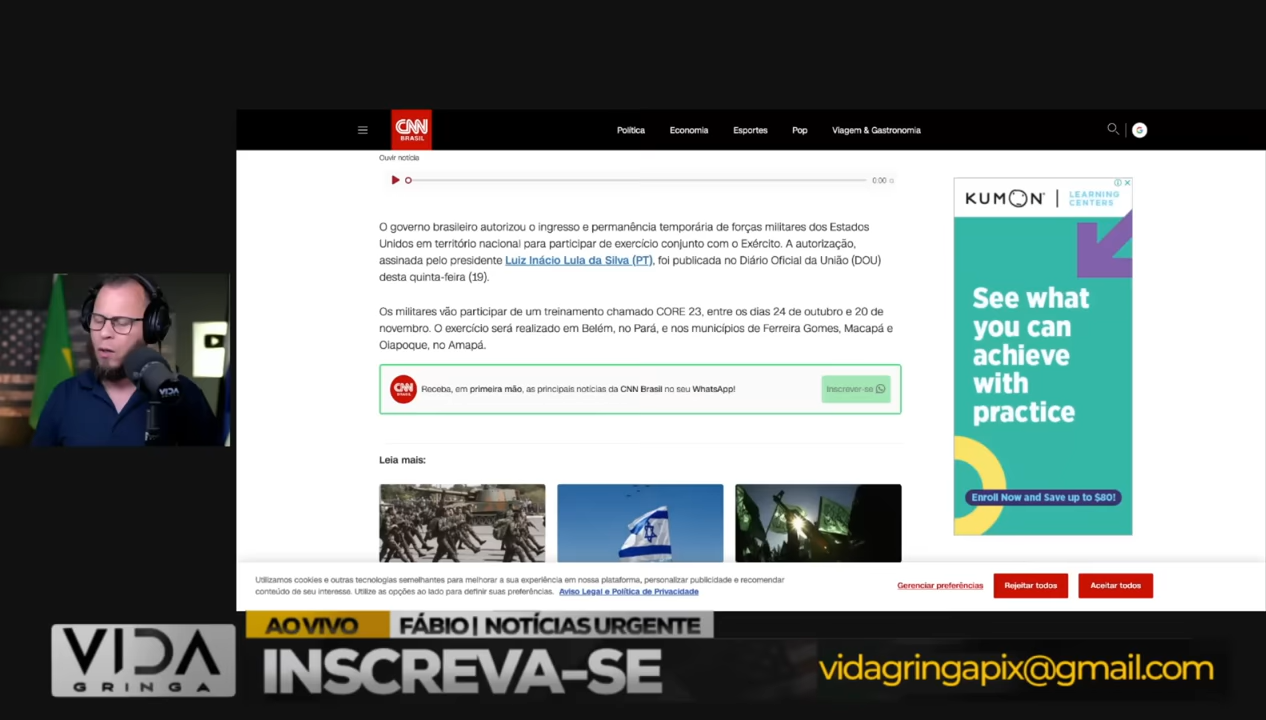 CNN
BRASIL
Política
Economia
Esportes
Pop
Viagem & Gastronomia
G
Ouvir notícia
0:00
O governo brasileiro autorizou o ingresso e permanência temporária de forças militares dos Estados
Unidos em território nacional para participar de exercício conjunto com o Exército. A autorização,
assinada pelo presidente Luiz Inácio Lula da Silva (PT), foi publicada no Diário Oficial da União (DOU)
desta quinta-feira (19).
Os militares vão participar de um treinamento chamado CORE 23, entre os dias 24 de outubro e 20 de
novembro. O exercício será realizado em Belém, no Pará, e nos municípios de Ferreira Gomes, Macapá e
Oiapoque, no Amapá.
CNN
BRASIL
Receba, em primeira mão, as principais notícias da CNN Brasil no seu WhatsApp!
Inscrever-se
Leia mais:
KUMON
LEARNING
CENTERS
See what
you can
achieve
with
practice
Enroll Now and Save up to $80!
VIDA
Utilizamos cookies e outras tecnologias semelhantes para melhorar a sua experiência em nossa plataforma, personalizar publicidade e recomendar
conteúdo de seu interesse. Utilize as opções ao lado para definir suas preferências. Aviso Legal e Política de Privacidade
Gerenciar preferências
Rejeitar todos
Aceitar todos
AO VIVO
FÁBIO | NOTÍCIAS URGENTE
VIDA
GRINGA
INSCREVA-SE
vidagringapix@gmail.com